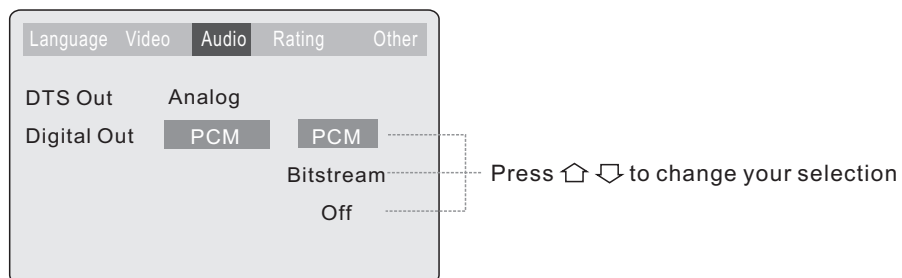 Language Video Audio Rating Other
DTS Out Analog
Digital Out PCM PCM
Bitstream
Off
Press ⇧ ⇩ to change your selection